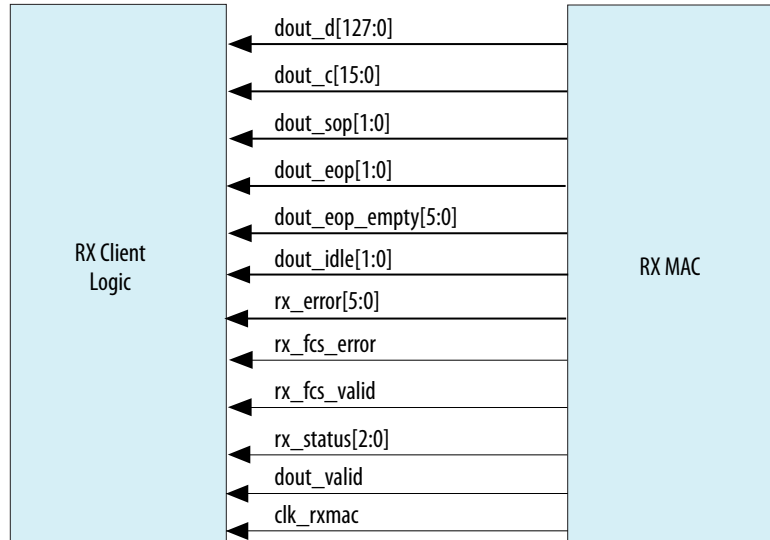 dout_d[127:0]
dout_c[15:0]
dout_sop[1:0]
dout_eop[1:0]
dout_eop_empty[5:0]
dout_idle[1:0]
rx_error[5:0]
rx_fcs_error
rx_fcs_valid
rx_status[2:0]
dout_valid
clk_rxmac
RX Client
Logic
RX MAC